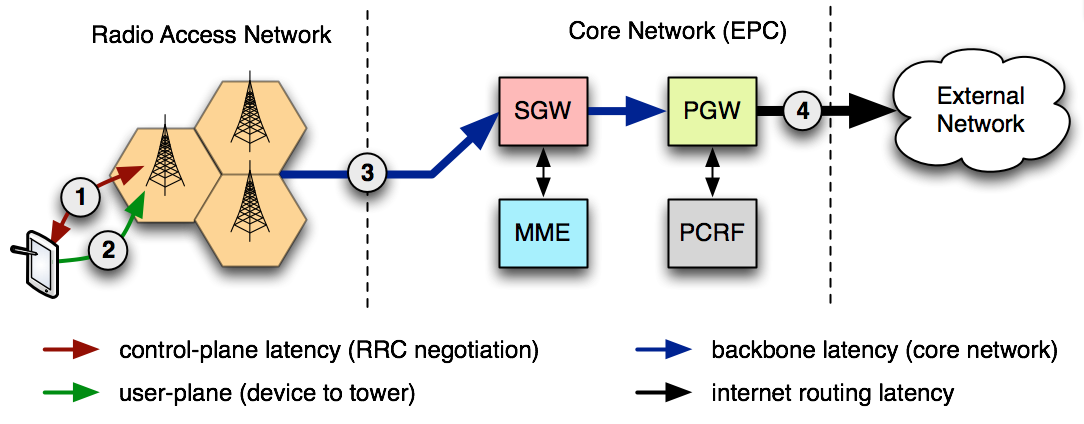 Radio Access Network
Core Network (EPC)
SGW
PGW
4
External
Network
3
1
MME
PCRF
2
control-plane latency (RRC negotiation)
backbone latency (core network)
user-plane (device to tower)
internet routing latency